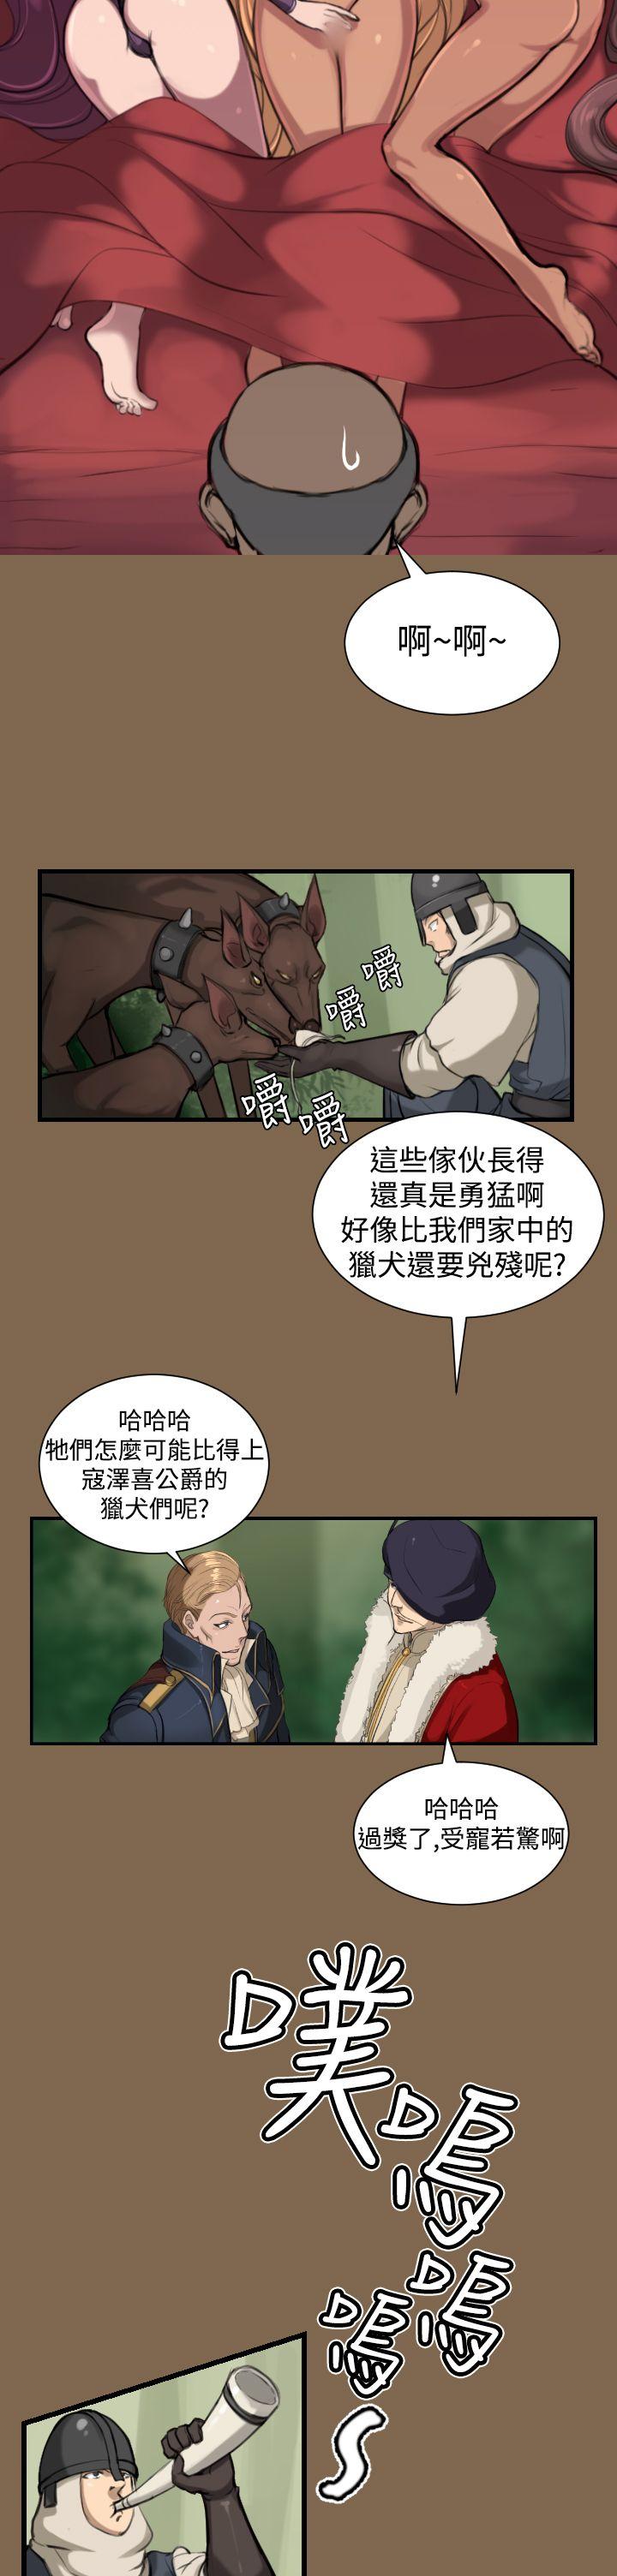 啊~啊~
嚼
嚼
嚼
嚼
這些傢伙長得
還真是勇猛啊
好像比我們家中的
獵犬還要兇殘呢?
哈哈哈
牠們怎麼可能比得上
寇澤喜公爵的
獵犬們呢?
哈哈哈
過獎了,受寵若驚啊
噗
嗚
嗚
嗚
~